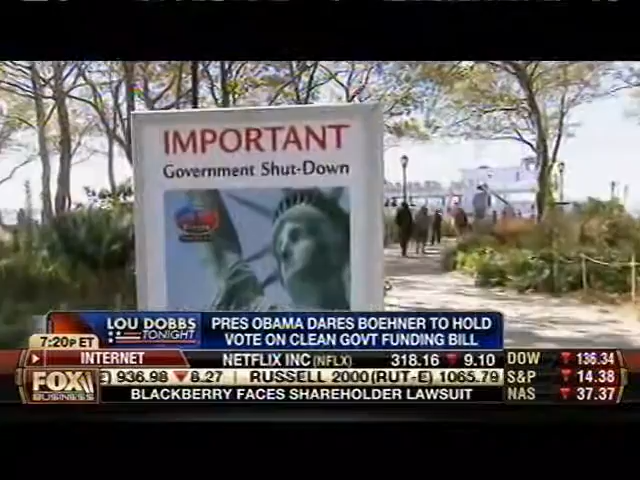 IMPORTANT
Government Shut-Down
LOU DOBBS
TONIGHT
PRES OBAMA DARES BOEHNER TO HOLD
VOTE ON CLEAN GOVT FUNDING BILL
7:20P ET
INTERNET
NETFLIX INC (NFLX) 318.16 ▼ 9.10
DOW ▼ 136.34
FOX
BUSINESS
E) 936.98 ▼8.27 | RUSSELL 2000 (RUT-E) 1065.79
S&P ▼ 14.38
BLACKBERRY FACES SHAREHOLDER LAWSUIT
NAS ▼ 37.37